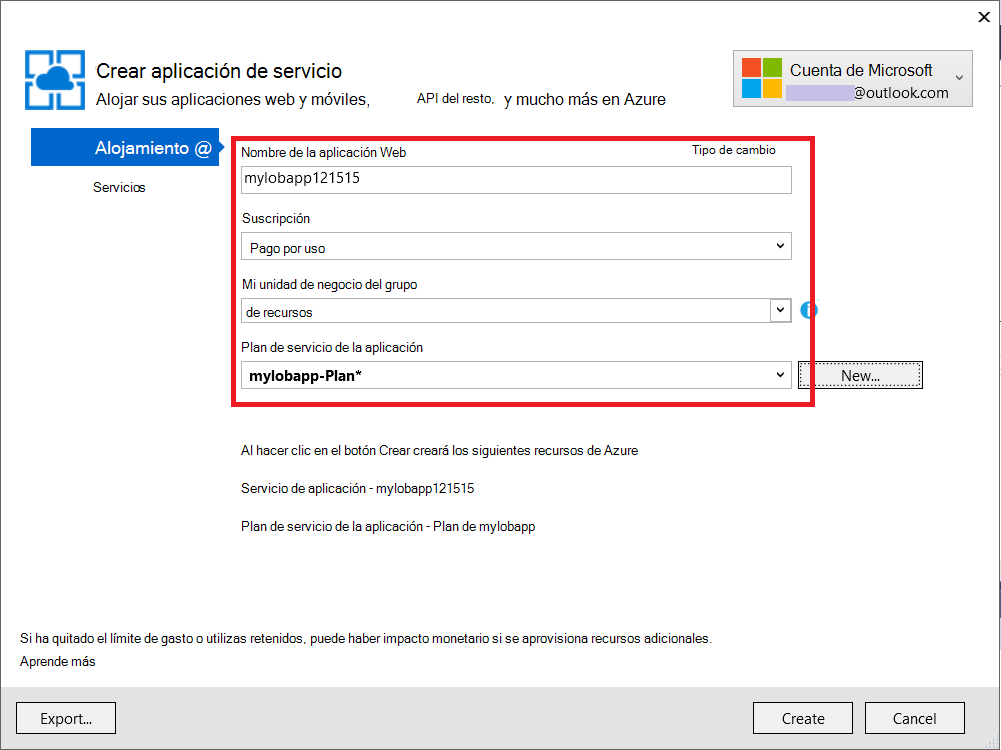 Crear aplicación de servicio
Alojar sus aplicaciones web y móviles, API del resto, y mucho más en Azure
Cuenta de Microsoft
@outlook.com
Alojamiento @
Servicios
Nombre de la aplicación Web Tipo de cambio
mylobapp121515
Suscripción
Pago por uso
Mi unidad de negocio del grupo
de recursos
Plan de servicio de la aplicación
mylobapp-Plan*
New...
Al hacer clic en el botón Crear creará los siguientes recursos de Azure
Servicio de aplicación - mylobapp121515
Plan de servicio de la aplicación - Plan de mylobapp
Si ha quitado el límite de gasto o utilizas retenidos, puede haber impacto monetario si se aprovisiona recursos adicionales.
Aprende más
Export...
Create
Cancel